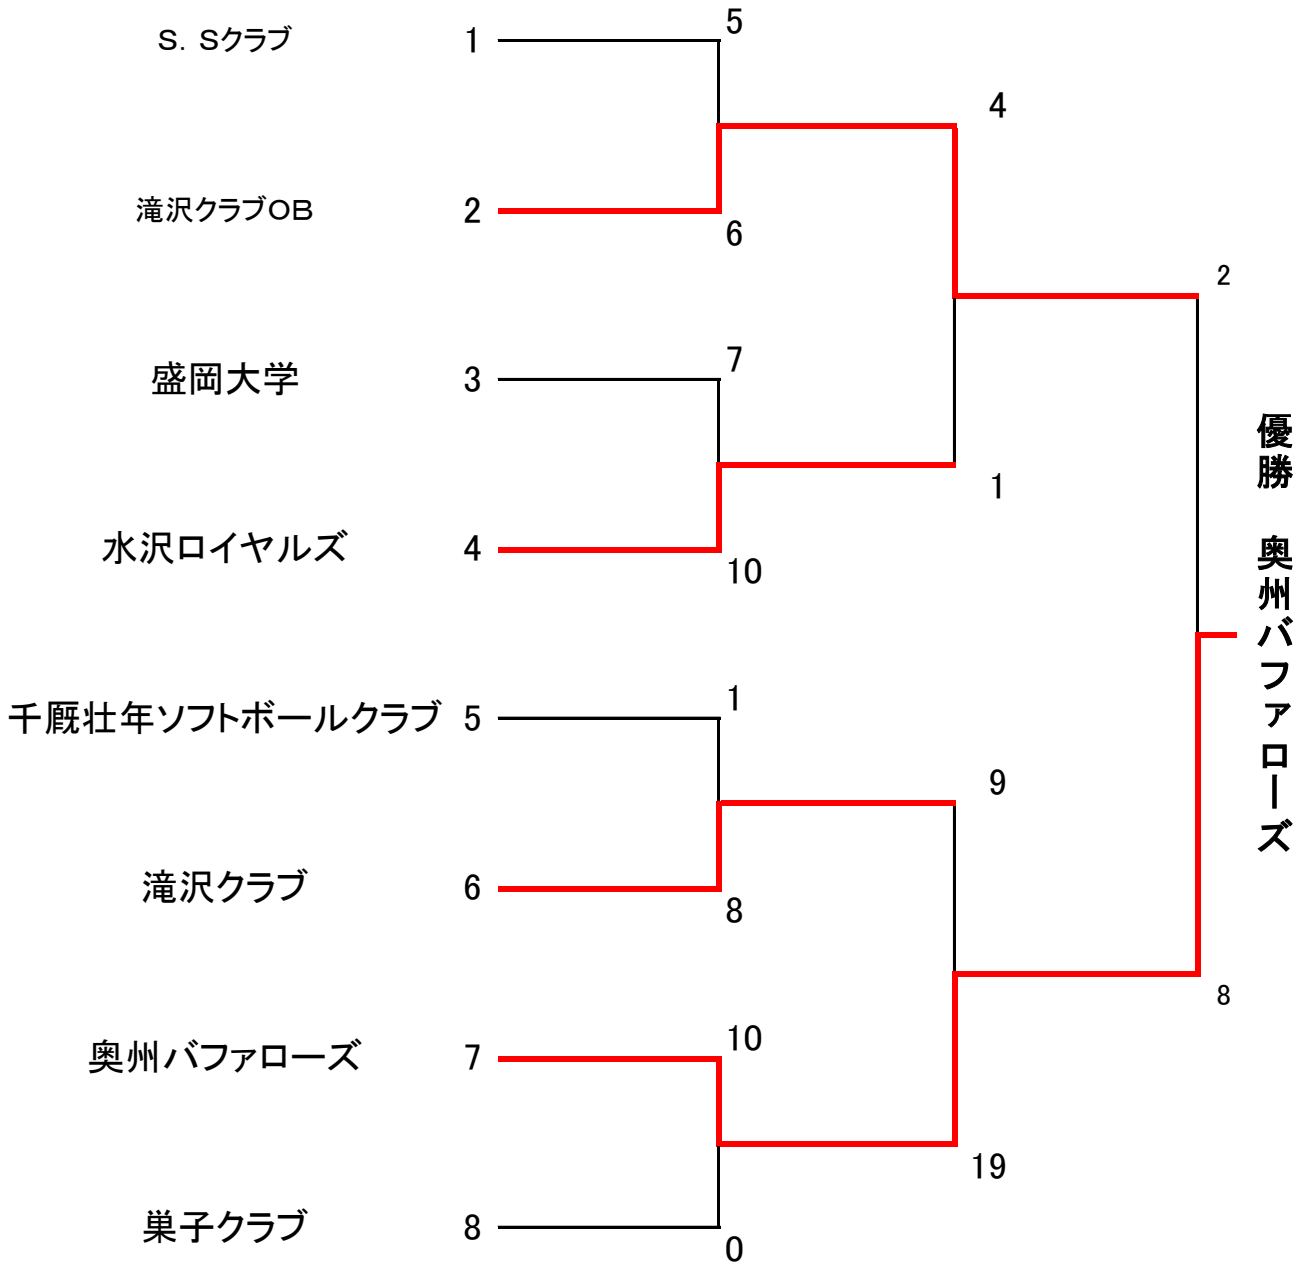 S．Sクラブ 1 5
4
滝沢クラブOB 2 6
2
盛岡大学 3 7
1
水沢ロイヤルズ 4 10
千厩壮年ソフトボールクラブ 5 1
9
滝沢クラブ 6 8
8
奥州バファローズ 7 10
19
巣子クラブ 8 0
優勝　奥州バファローズ